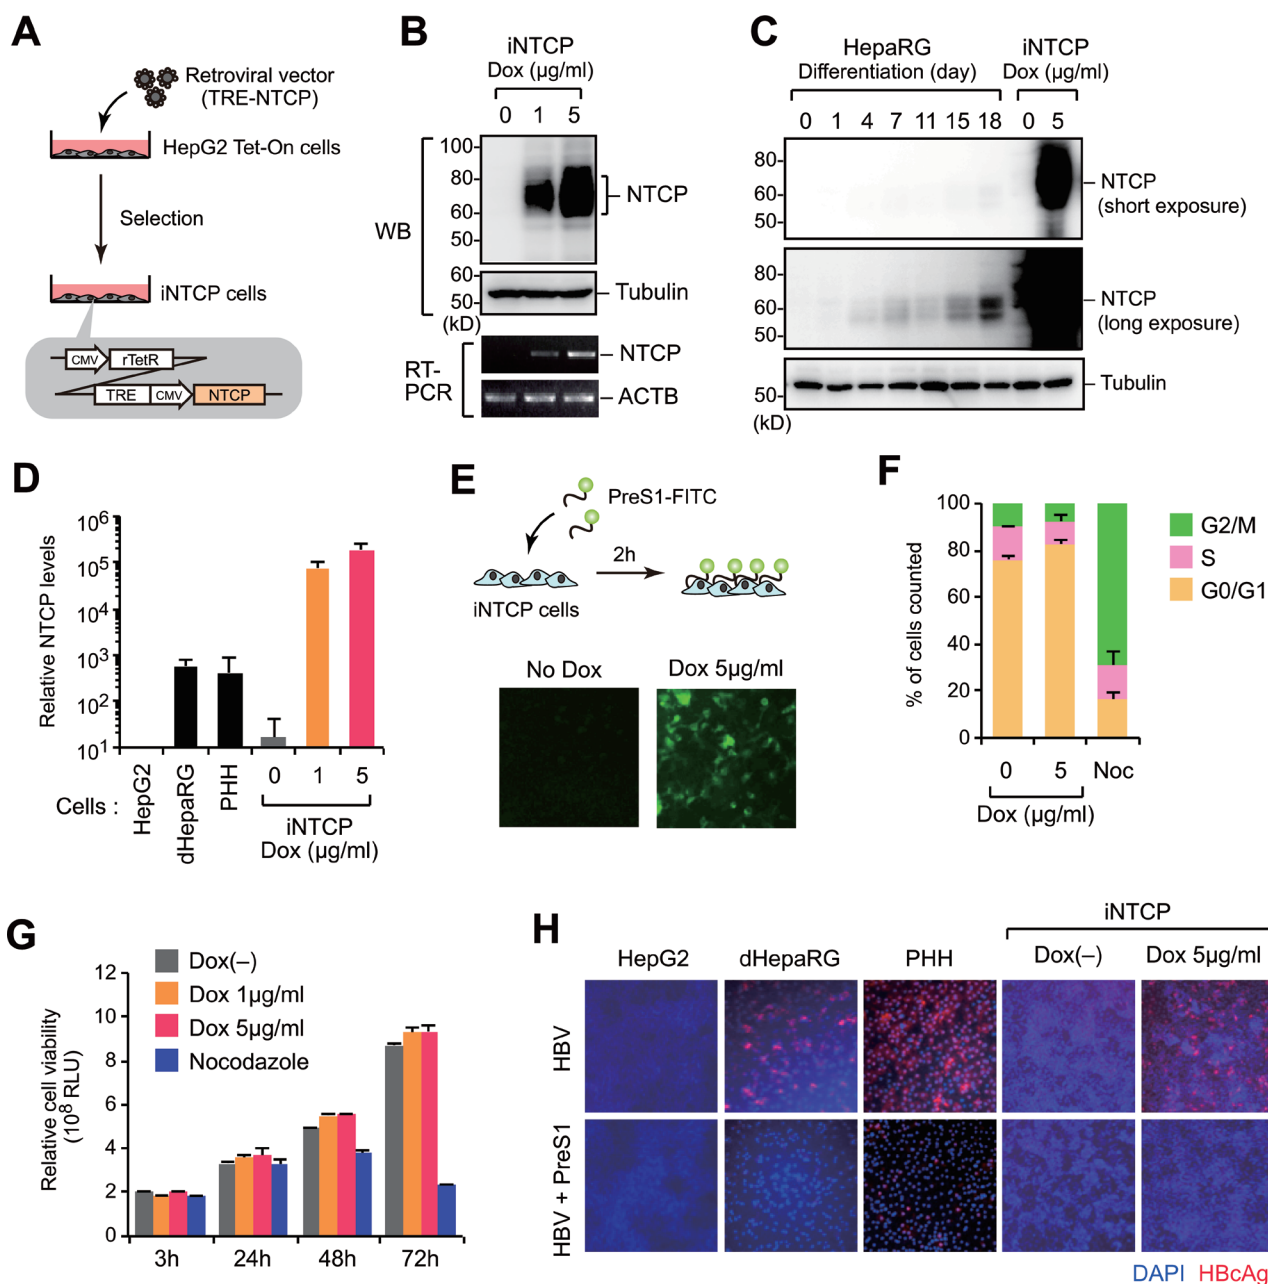 A
Retroviral vector
(TRE-NTCP)
HepG2 Tet-On cells
Selection
iNTCP cells
CMV rTetR
TRE CMV NTCP
B
iNTCP
Dox (µg/ml)
0 1 5
100
80
60
50
NTCP
WB
60
50
Tubulin
(kD)
RT-
PCR
NTCP
ACTB
C
HepaRG
Differentiation (day)
iNTCP
Dox (µg/ml)
0 1 4 7 11 15 18 0 5
80
60
50
NTCP
(short exposure)
80
60
50
NTCP
(long exposure)
50
Tubulin
(kD)
D
Relative NTCP levels
10⁶
10⁵
10⁴
10³
10²
10¹
Cells :
HepG2
dHepaRG
PHH
0 1 5
iNTCP
Dox (µg/ml)
E
PreS1-FITC
2h
iNTCP cells
No Dox
Dox 5µg/ml
F
% of cells counted
100
80
60
40
20
0
G2/M
S
G0/G1
0 5 Noc
Dox (µg/ml)
G
Relative cell viability
(10⁸ RLU)
Dox(–)
Dox 1µg/ml
Dox 5µg/ml
Nocodazole
12
10
8
6
4
2
0
3h 24h 48h 72h
H
iNTCP
HepG2 dHepaRG PHH Dox(–) Dox 5µg/ml
HBV
HBV + PreS1
DAPI HBcAg